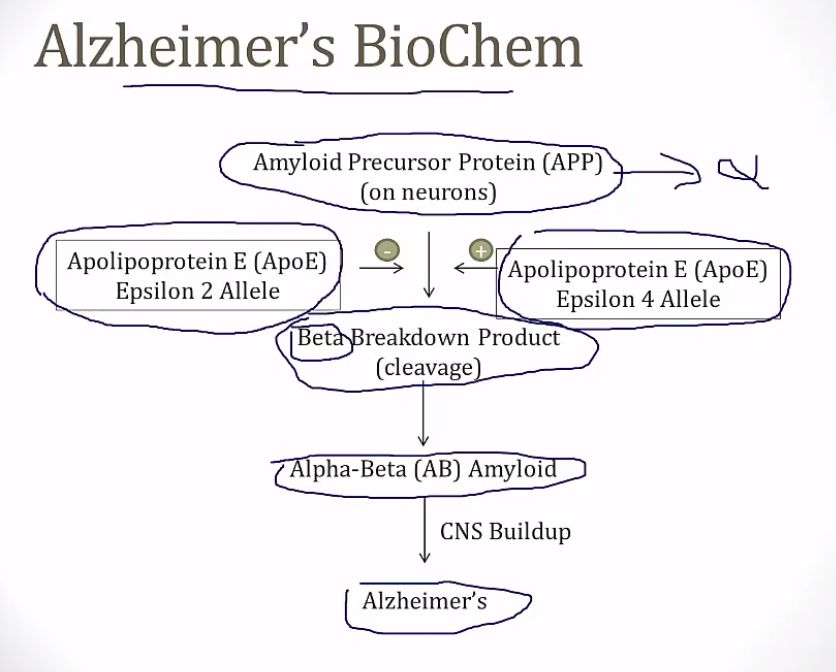 Alzheimer's BioChem
Amyloid Precursor Protein (APP)
(on neurons)
α
-
+
Apolipoprotein E (ApoE)
Epsilon 2 Allele
Apolipoprotein E (ApoE)
Epsilon 4 Allele
Beta Breakdown Product
(cleavage)
Alpha-Beta (AB) Amyloid
CNS Buildup
Alzheimer's